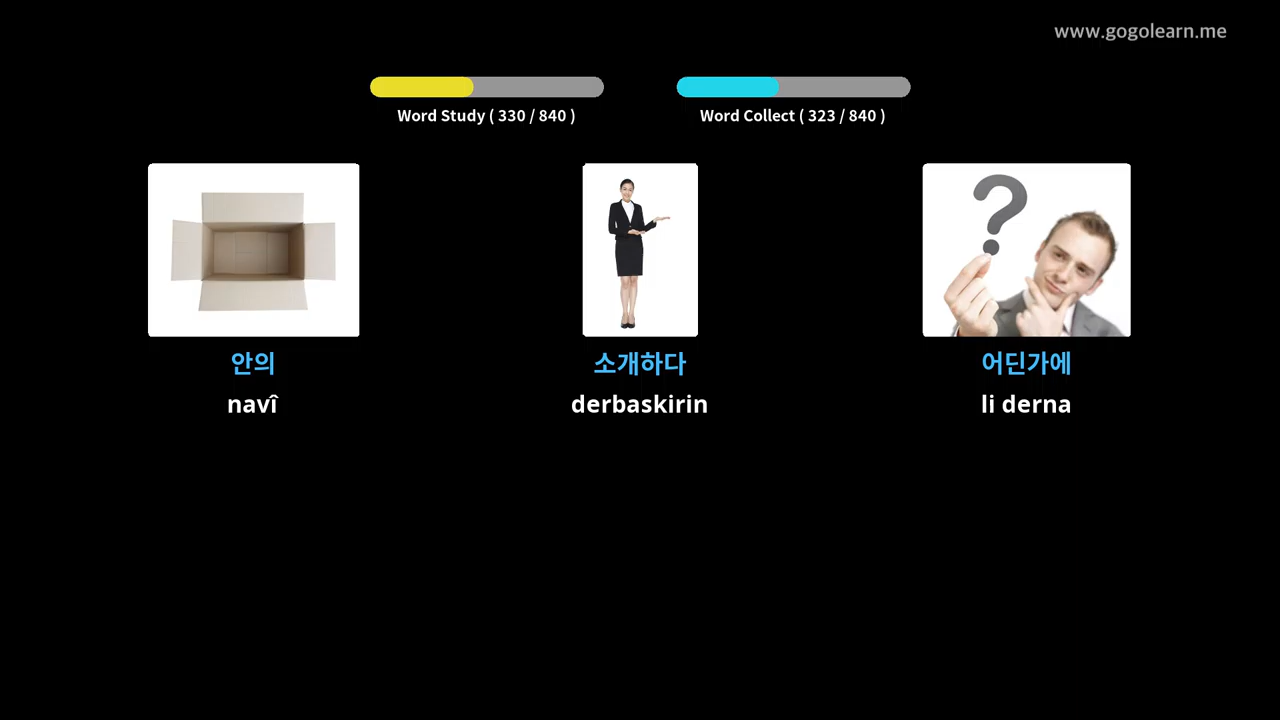 www.gogolearn.me
Word Study ( 330 / 840 )
Word Collect ( 323 / 840 )
안의
소개하다
어딘가에
navî
derbaskirin
li derna